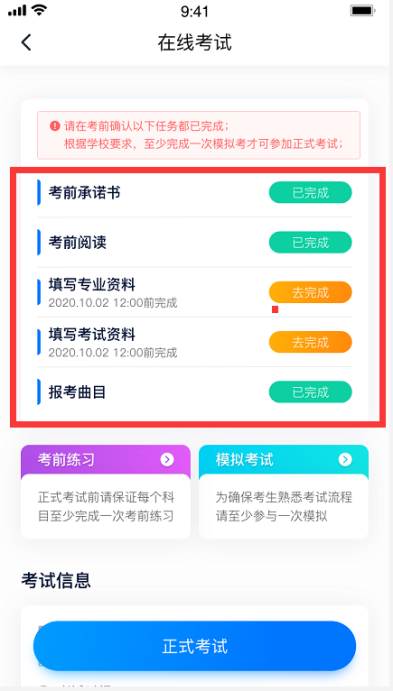 9:41
在线考试
请在考前确认以下任务都已完成；
根据学校要求，至少完成一次模拟考才可参加正式考试；
考前承诺书 已完成
考前阅读 已完成
填写专业资料 去完成
2020.10.02 12:00前完成
填写考试资料 去完成
2020.10.02 12:00前完成
报考曲目 已完成
考前练习 模拟考试
正式考试前请保证每个科 为确保考生熟悉考试流程
目至少完成一次考前练习 请至少参与一次模拟
考试信息
正式考试